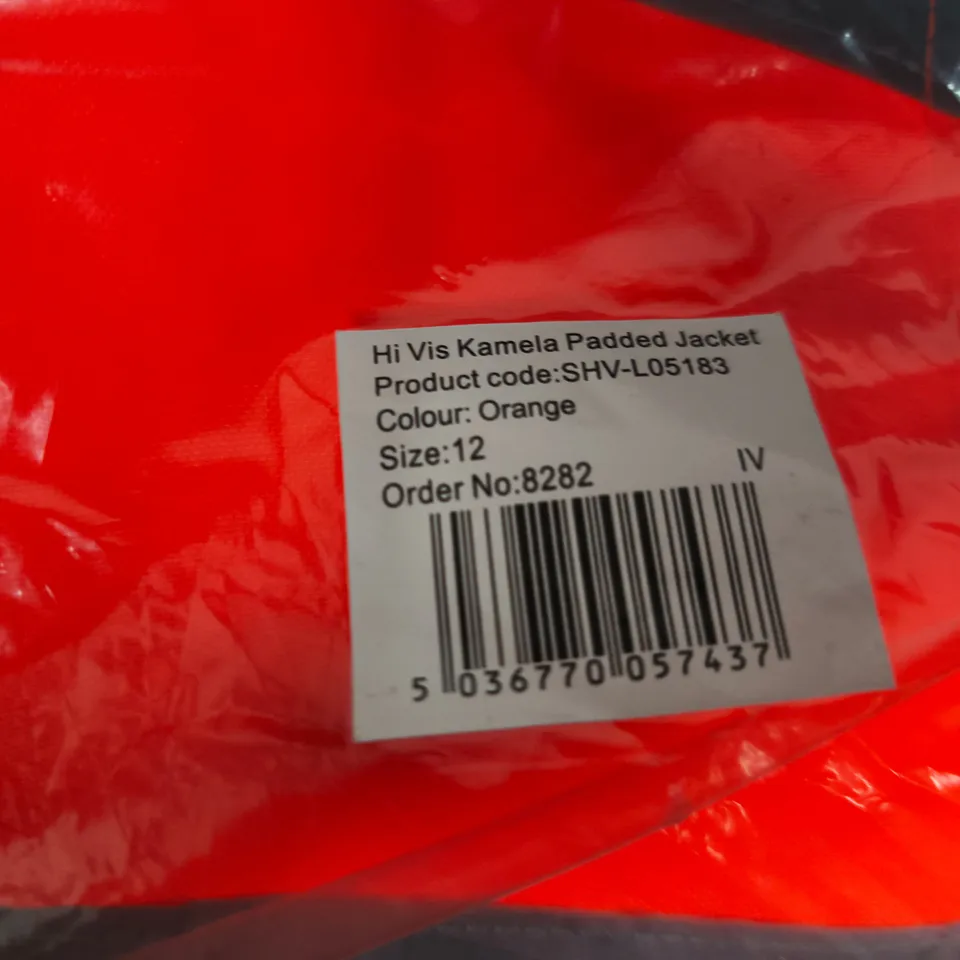 Hi Vis Kamela Padded Jacket
Product code:SHV-L05183
Colour: Orange
Size:12
Order No:8282
IV
5 036770 057437